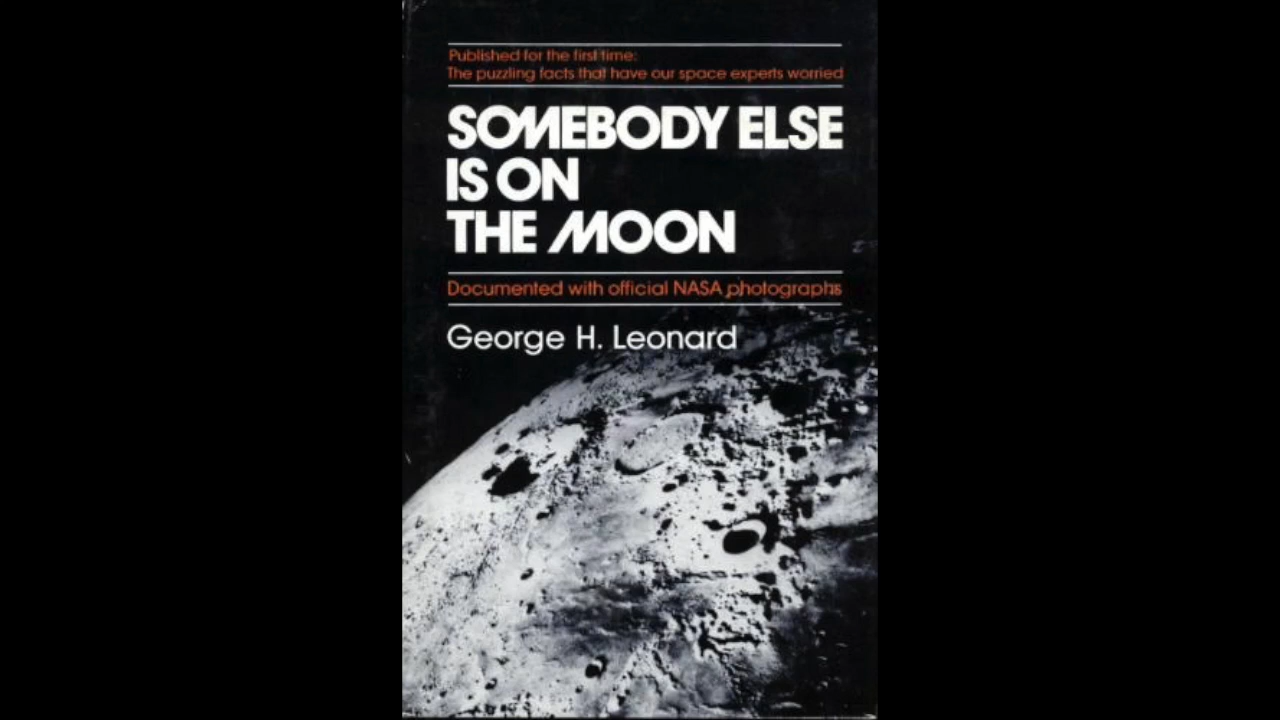 Published for the first time:
The puzzling facts that have our space experts worried
SOMEBODY ELSE
IS ON
THE MOON
Documented with official NASA photographs
George H. Leonard